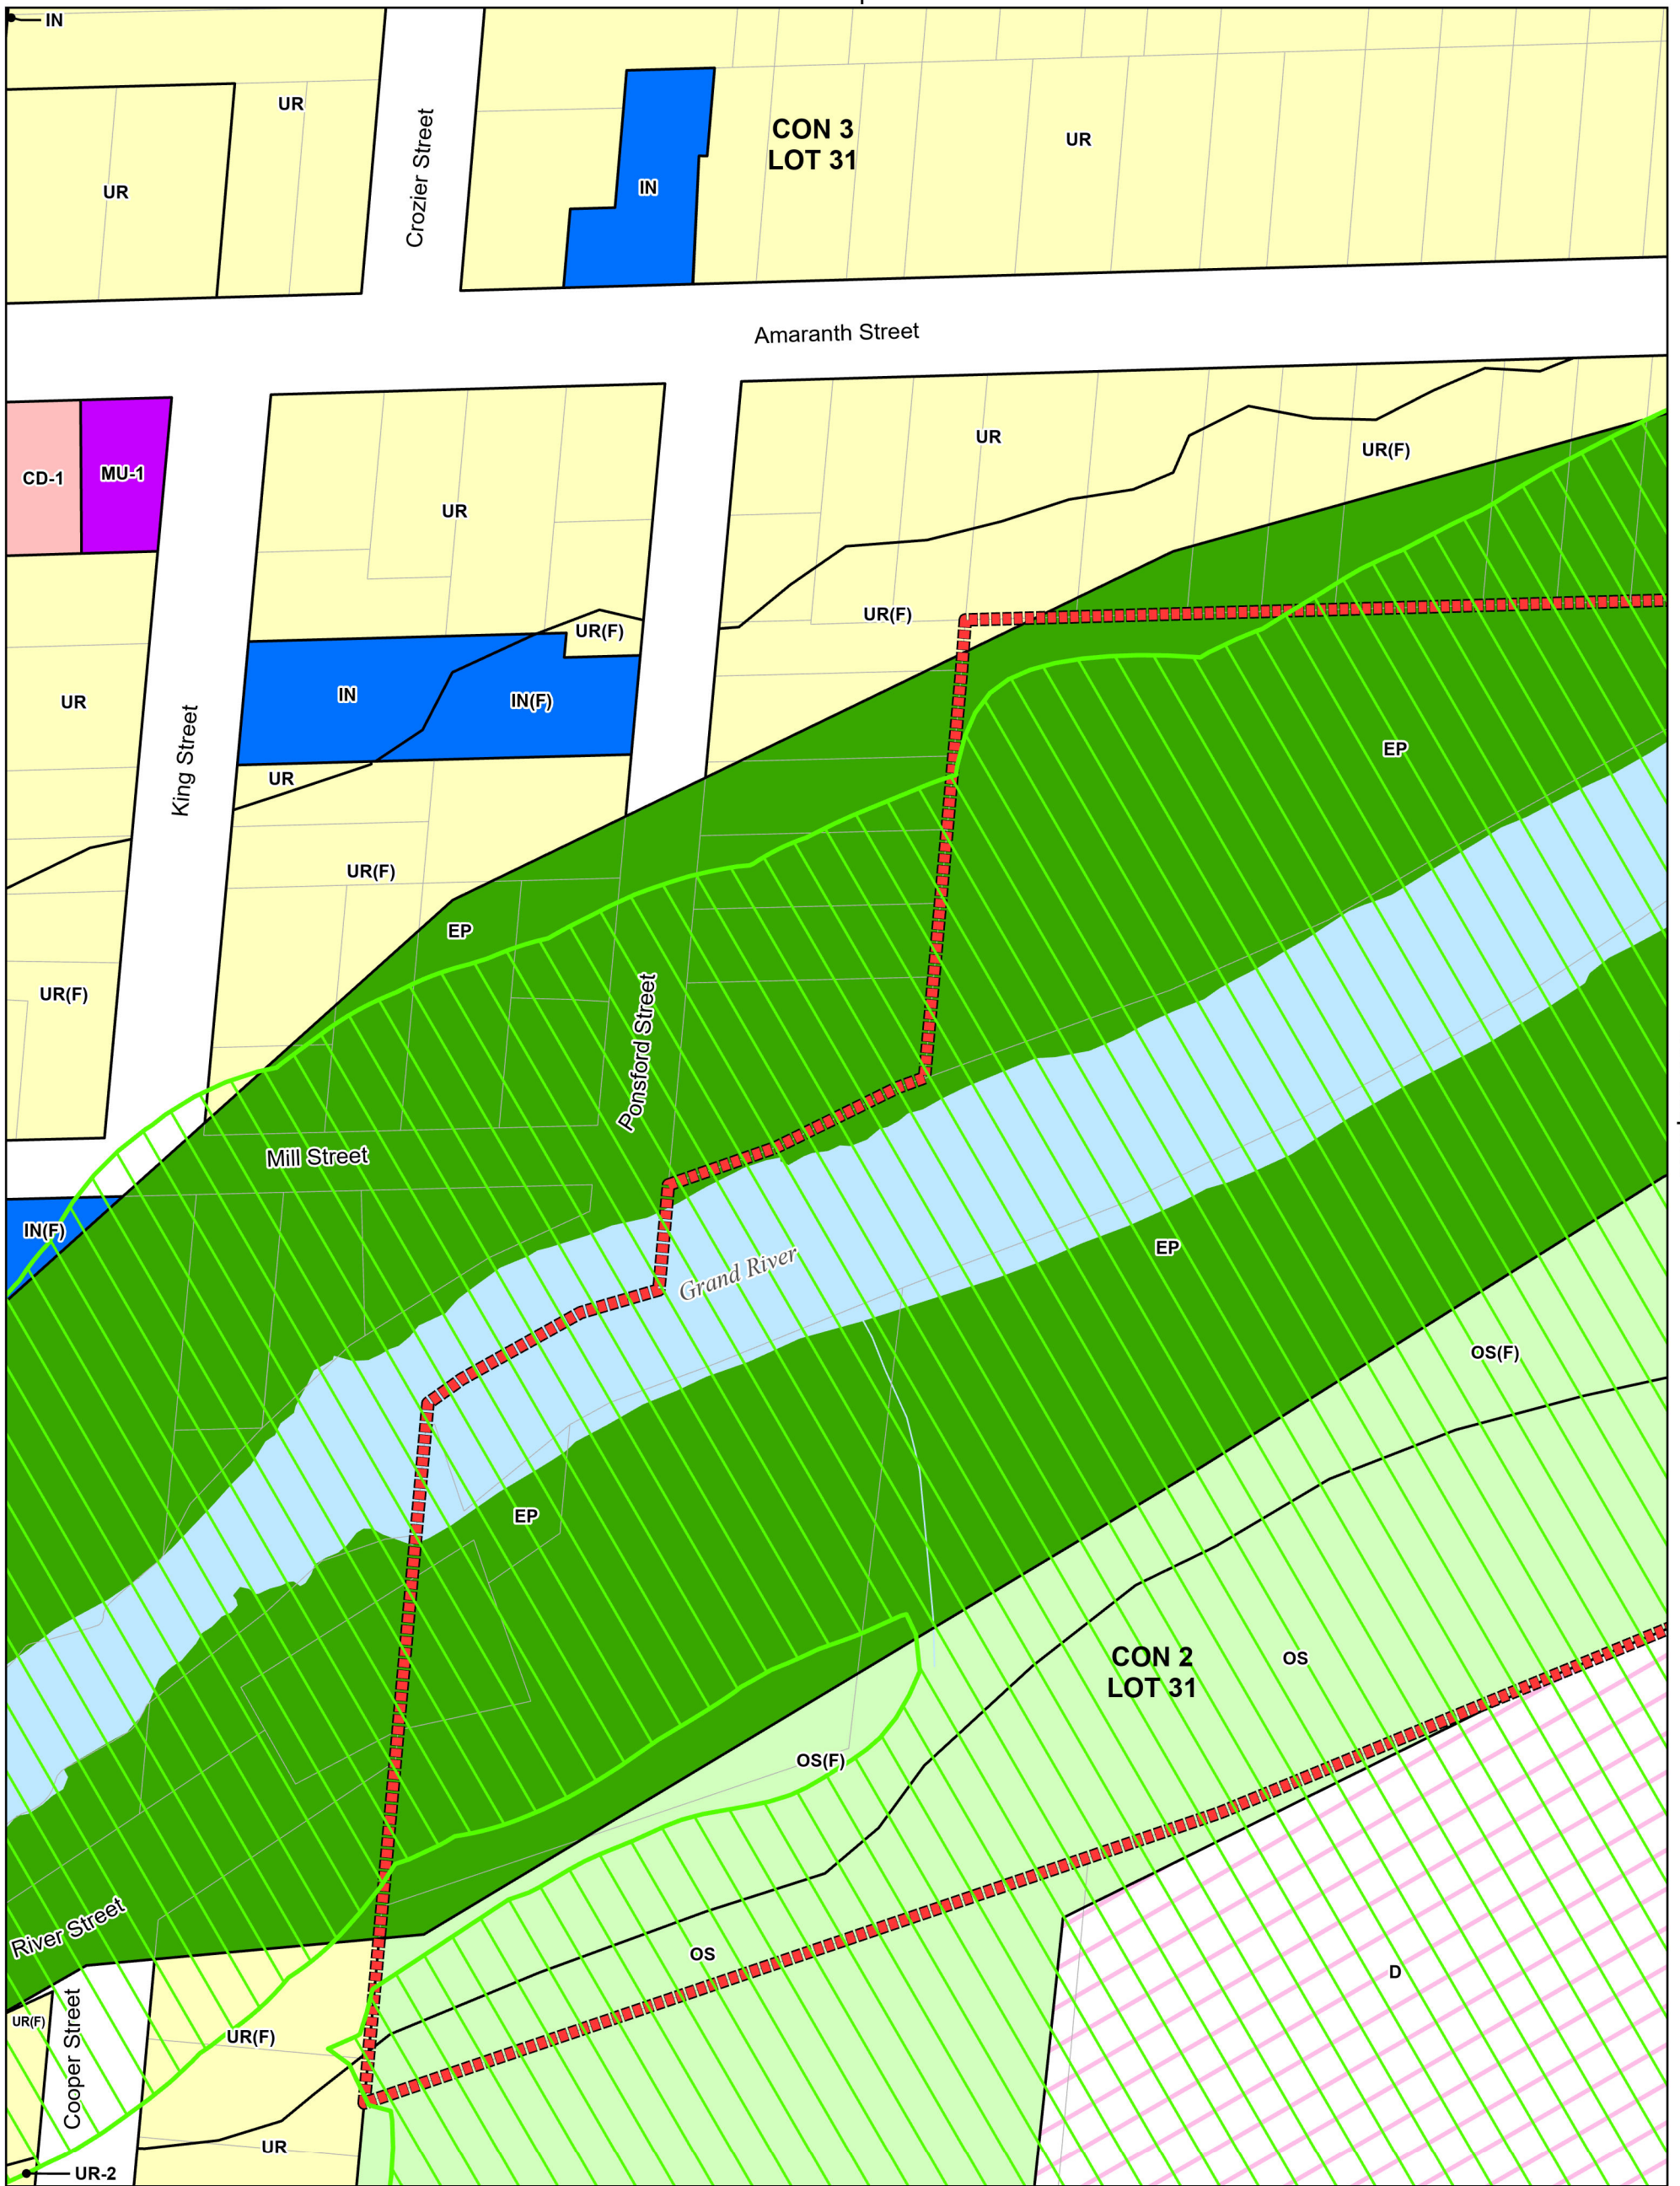 IN
UR
Crozier Street
CON 3
LOT 31
UR
UR
IN
Amaranth Street
UR
UR(F)
CD-1
MU-1
UR
UR(F)
UR(F)
IN
IN(F)
UR
King Street
EP
UR
UR(F)
EP
UR(F)
Ponsford Street
Mill Street
IN(F)
EP
Grand River
OS(F)
EP
CON 2
LOT 31
OS
OS(F)
River Street
OS
D
UR(F)
Cooper Street
UR(F)
UR
UR-2